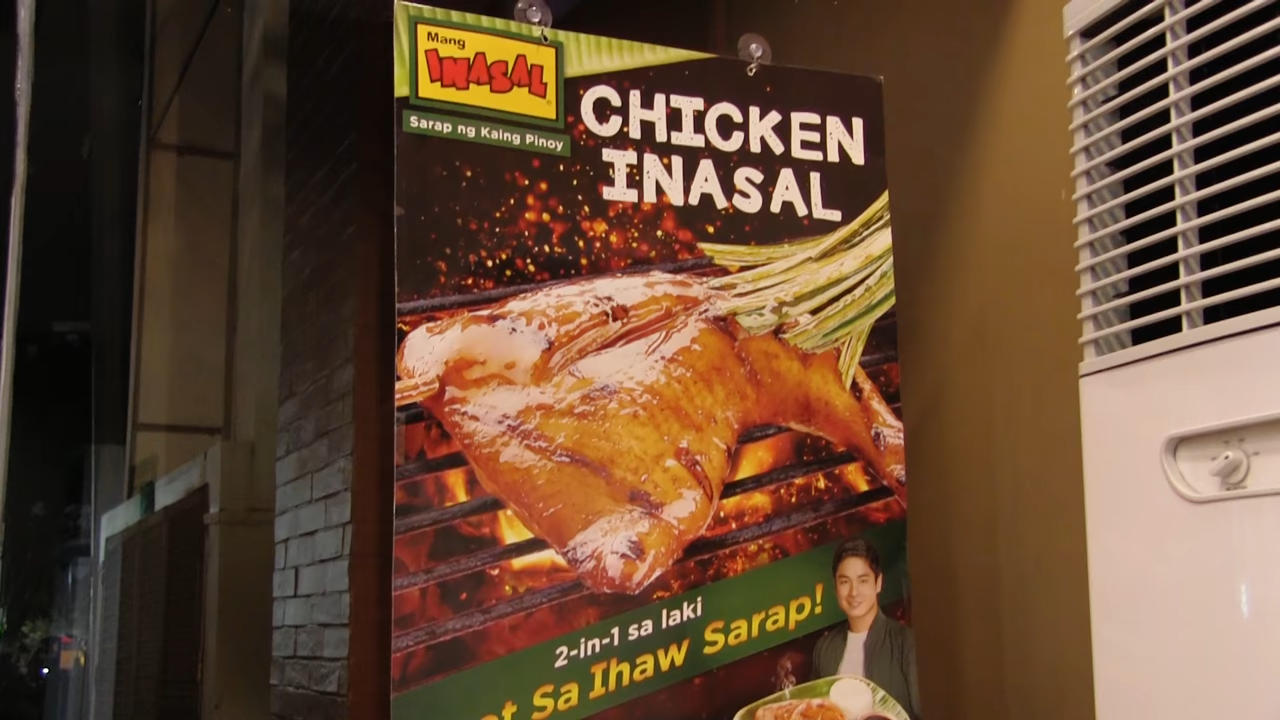 Mang
INASAL
Sarap ng Kaing Pinoy
CHICKEN
INASAL
2-in-1 sa laki
Sa Ihaw Sarap!